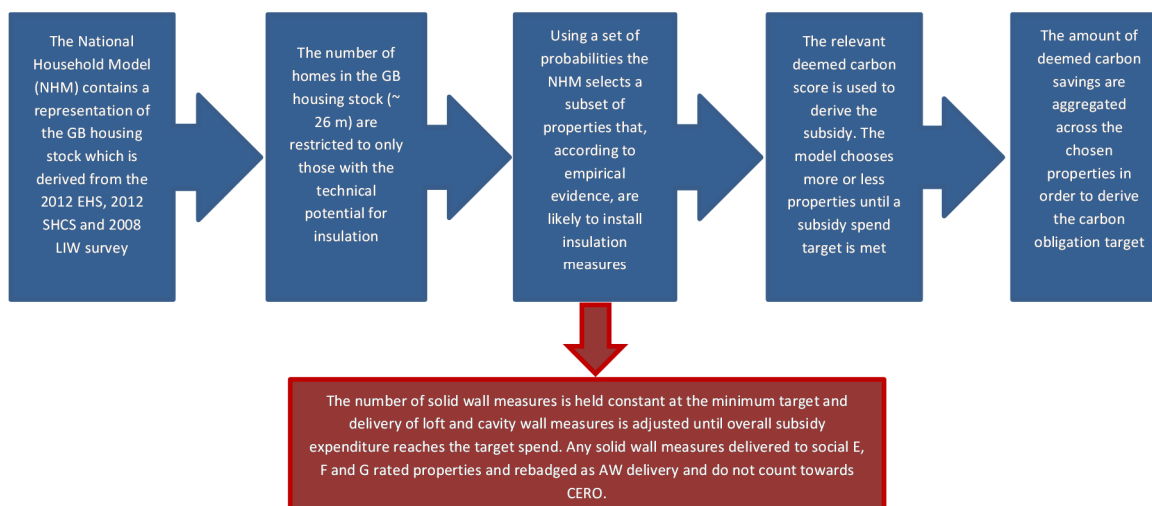 The National
Household Model
(NHM) contains a
representation of
the GB housing
stock which is
derived from the
2012 EHS, 2012
SHCS and 2008
LIW survey
The number of
homes in the GB
housing stock (~
26 m) are
restricted to only
those with the
technical
potential for
insulation
Using a set of
probabilities the
NHM selects a
subset of
properties that,
according to
empirical
evidence, are
likely to install
insulation
measures
The relevant
deemed carbon
score is used to
derive the
subsidy. The
model chooses
more or less
properties until a
subsidy spend
target is met
The amount of
deemed carbon
savings are
aggregated
across the
chosen
properties in
order to derive
the carbon
obligation target
The number of solid wall measures is held constant at the minimum target and
delivery of loft and cavity wall measures is adjusted until overall subsidy
expenditure reaches the target spend. Any solid wall measures delivered to social E,
F and G rated properties and rebadged as AW delivery and do not count towards
CERO.